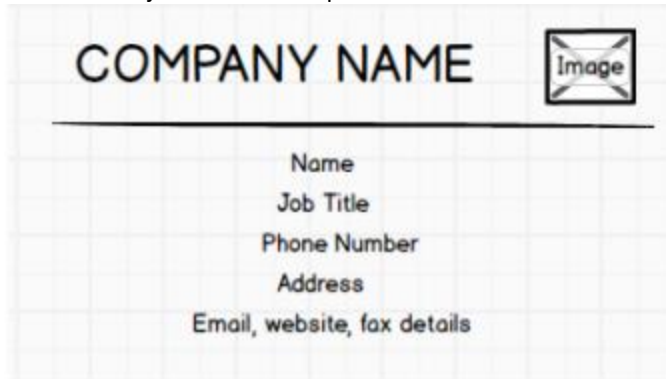 COMPANY NAME
Image
Name
Job Title
Phone Number
Address
Email, website, fax details